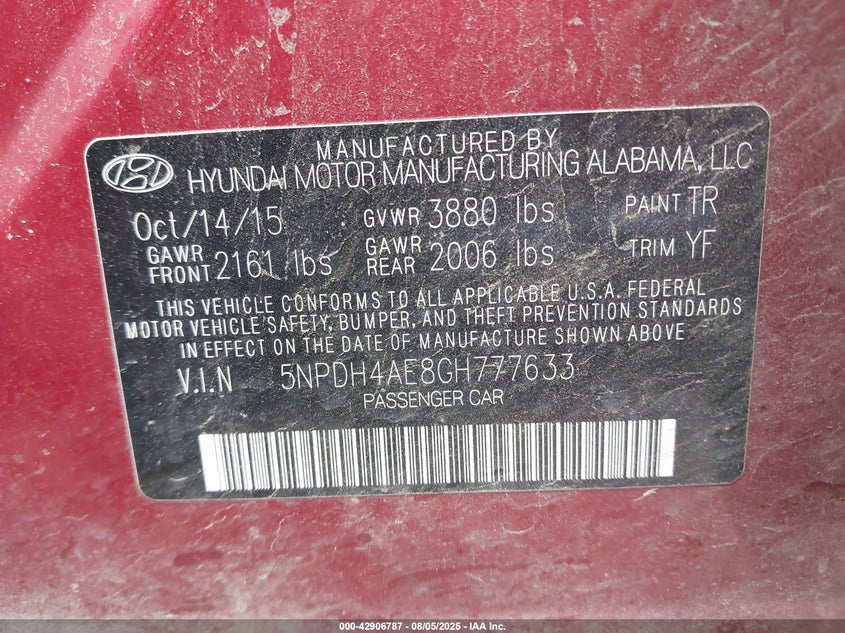 MANUFACTURED BY
HYUNDAI MOTOR MANUFACTURING ALABAMA, LLC
Oct/14/15 GVWR 3880 lbs PAINT TR
GAWR FRONT 2161 lbs GAWR REAR 2006 lbs TRIM YF
THIS VEHICLE CONFORMS TO ALL APPLICABLE U.S.A. FEDERAL
MOTOR VEHICLE SAFETY, BUMPER, AND THEFT PREVENTION STANDARDS
IN EFFECT ON THE DATE OF MANUFACTURE SHOWN ABOVE
V.I.N 5NPDH4AE8GH777633
PASSENGER CAR
000-42906787 - 08/05/2025 - IAA Inc.